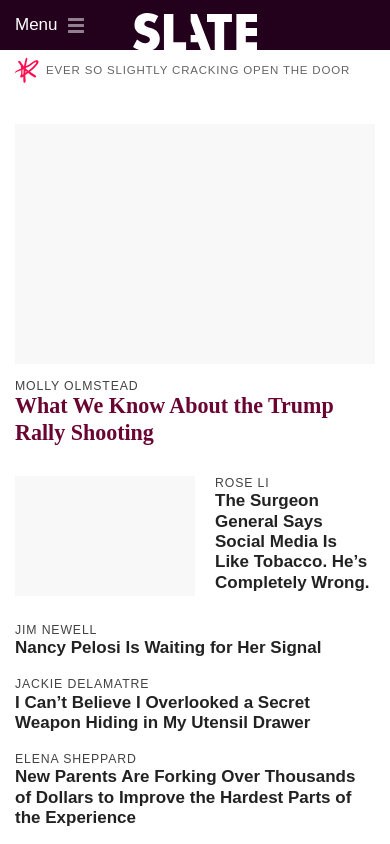 Menu
SLATE
EVER SO SLIGHTLY CRACKING OPEN THE DOOR
MOLLY OLMSTEAD
What We Know About the Trump
Rally Shooting
ROSE LI
The Surgeon
General Says
Social Media Is
Like Tobacco. He’s
Completely Wrong.
JIM NEWELL
Nancy Pelosi Is Waiting for Her Signal
JACKIE DELAMATRE
I Can’t Believe I Overlooked a Secret
Weapon Hiding in My Utensil Drawer
ELENA SHEPPARD
New Parents Are Forking Over Thousands
of Dollars to Improve the Hardest Parts of
the Experience